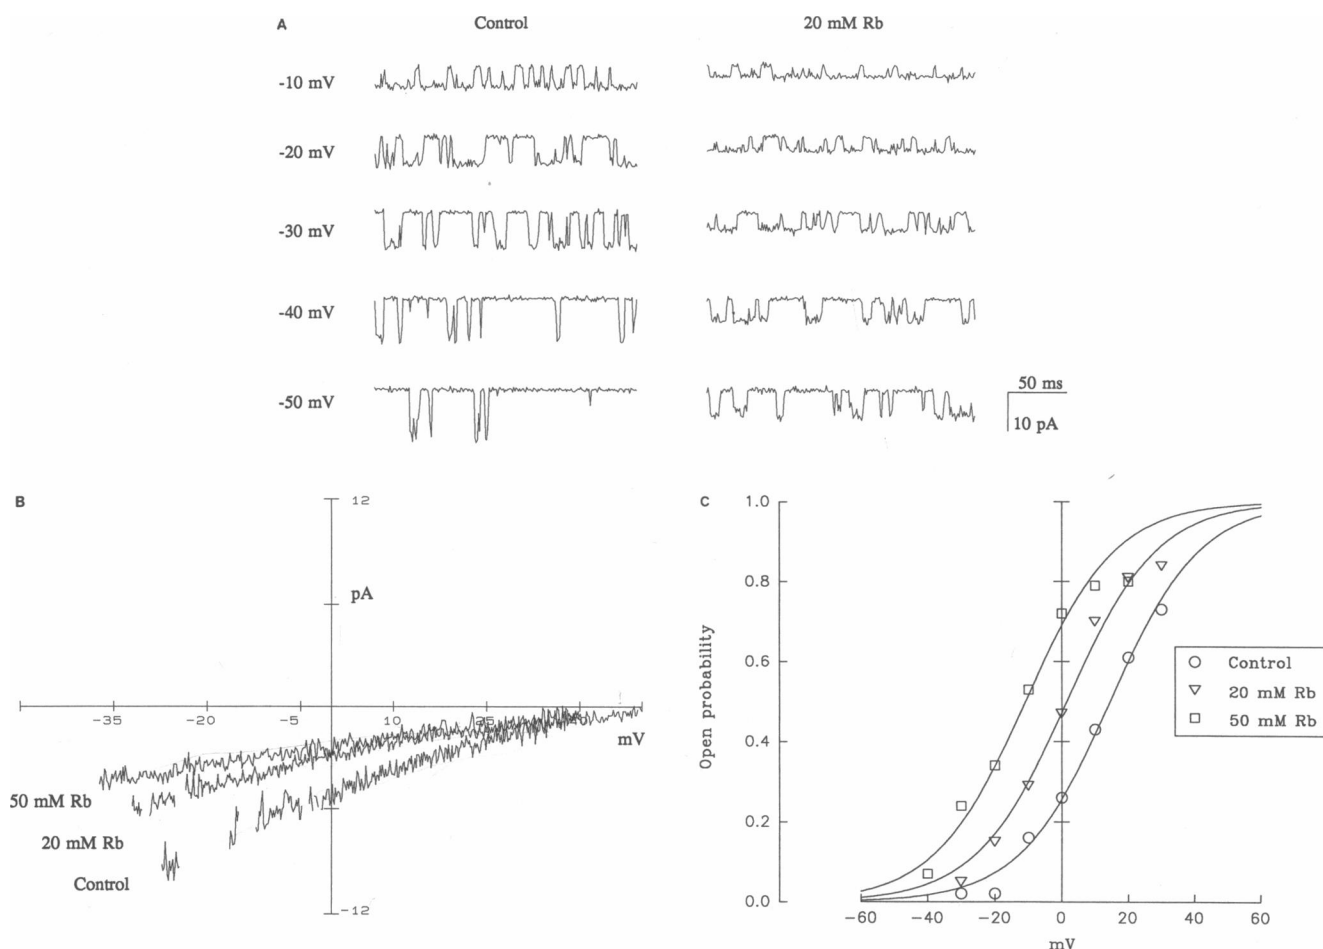 A
Control
20 mM Rb
-10 mV
-20 mV
-30 mV
-40 mV
-50 mV
50 ms
10 pA
B
12
pA
-35
-20
-5
10
25
mV
50 mM Rb
20 mM Rb
Control
-12
C
1.0
0.8
0.6
0.4
0.2
0.0
Open probability
-60
-40
-20
0
20
40
60
mV
Control
20 mM Rb
50 mM Rb